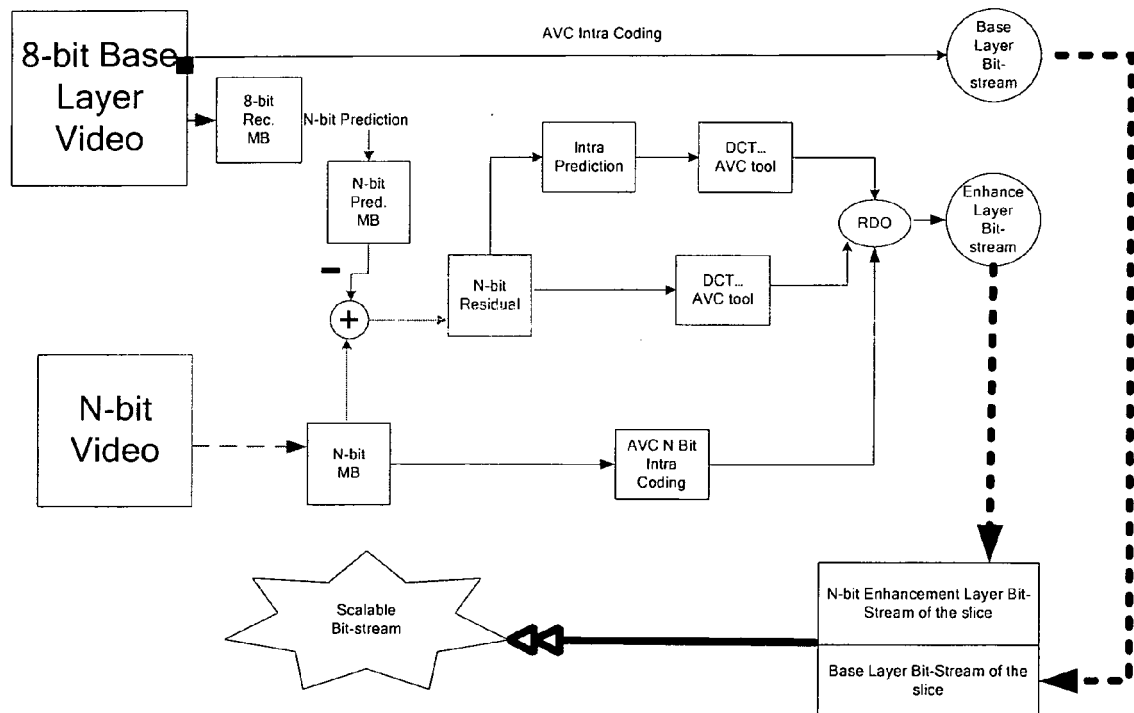 AVC Intra Coding
Base
Layer
Bit-
stream
8-bit Base
Layer
Video
8-bit
Rec.
MB
N-bit Prediction
N-bit
Pred.
MB
Intra
Prediction
DCT...
AVC tool
RDO
Enhance
Layer
Bit-
stream
N-bit
Residual
DCT...
AVC tool
+
N-bit
Video
N-bit
MB
AVC N Bit
Intra
Coding
Scalable
Bit-stream
N-bit Enhancement Layer Bit-
Stream of the slice
Base Layer Bit-Stream of the
slice